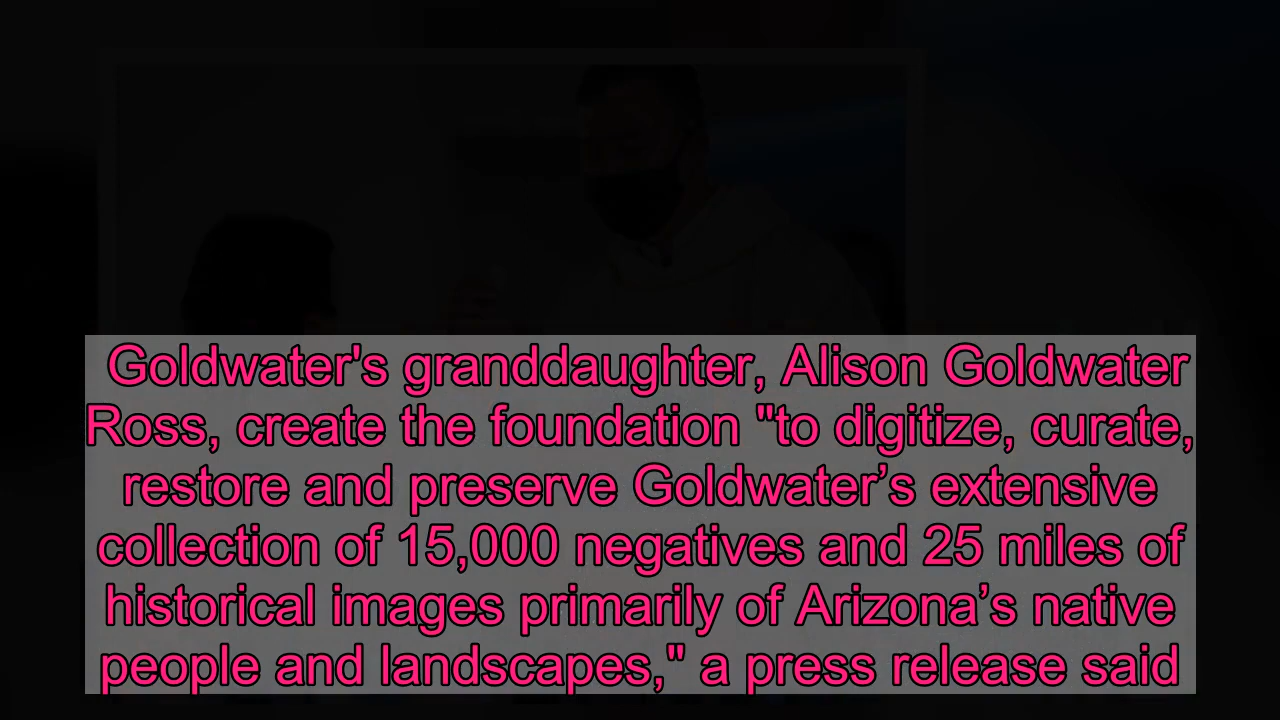 Goldwater's granddaughter, Alison Goldwater
Ross, create the foundation "to digitize, curate,
restore and preserve Goldwater’s extensive
collection of 15,000 negatives and 25 miles of
historical images primarily of Arizona’s native
people and landscapes," a press release said